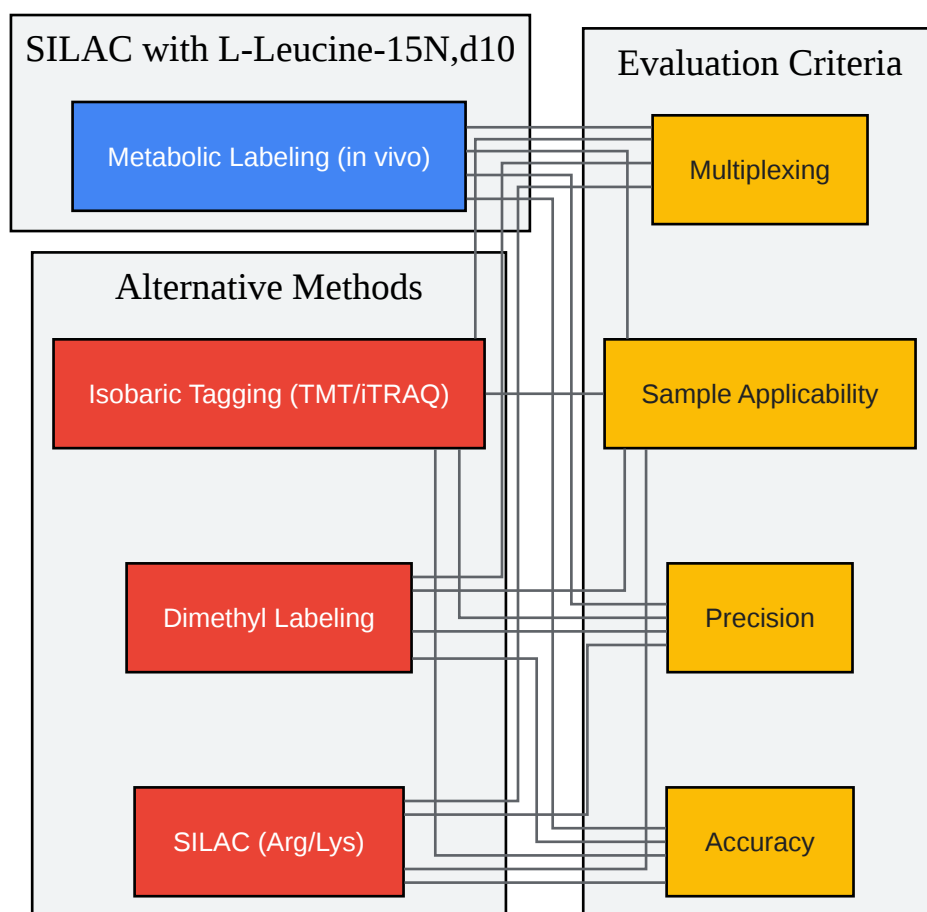 SILAC with L-Leucine-15N,d10
Metabolic Labeling (in vivo)
Alternative Methods
Isobaric Tagging (TMT/iTRAQ)
Dimethyl Labeling
SILAC (Arg/Lys)
Evaluation Criteria
Multiplexing
Sample Applicability
Precision
Accuracy